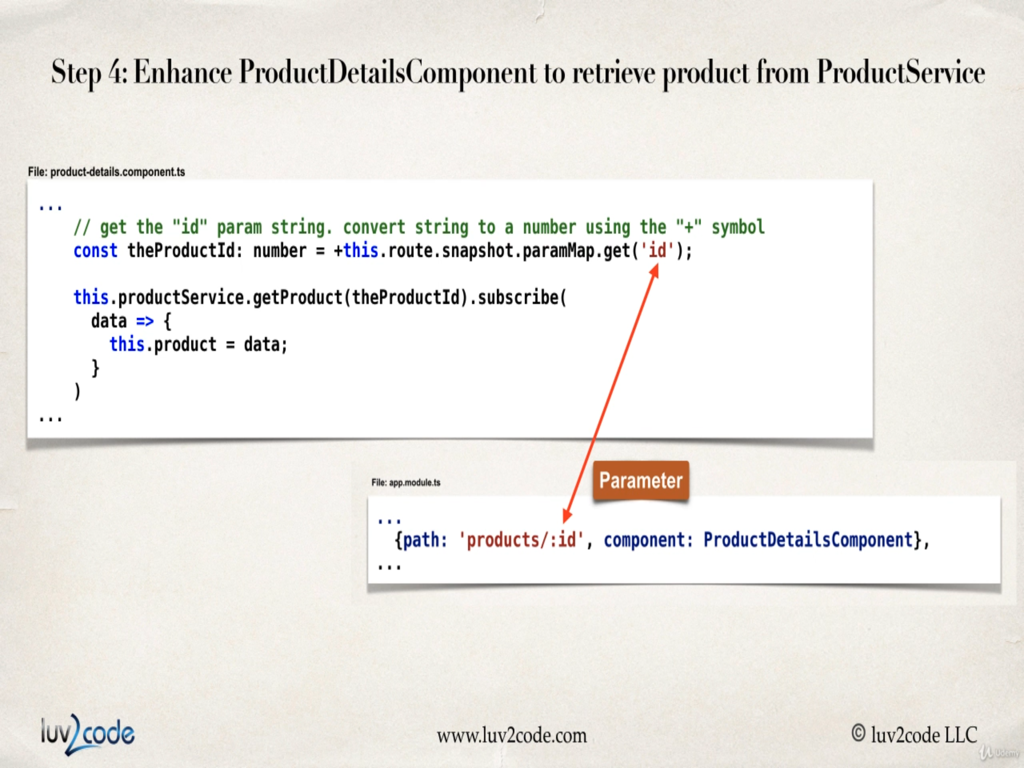 Step 4: Enhance ProductDetailsComponent to retrieve product from ProductService
File: product-details.component.ts
...
// get the "id" param string. convert string to a number using the "+" symbol
const theProductId: number = +this.route.snapshot.paramMap.get('id');
this.productService.getProduct(theProductId).subscribe(
data => {
this.product = data;
}
)
...
Parameter
File: app.module.ts
...
{path: 'products/:id', component: ProductDetailsComponent},
...
luv2code
www.luv2code.com
© luv2code LLC
Udemy